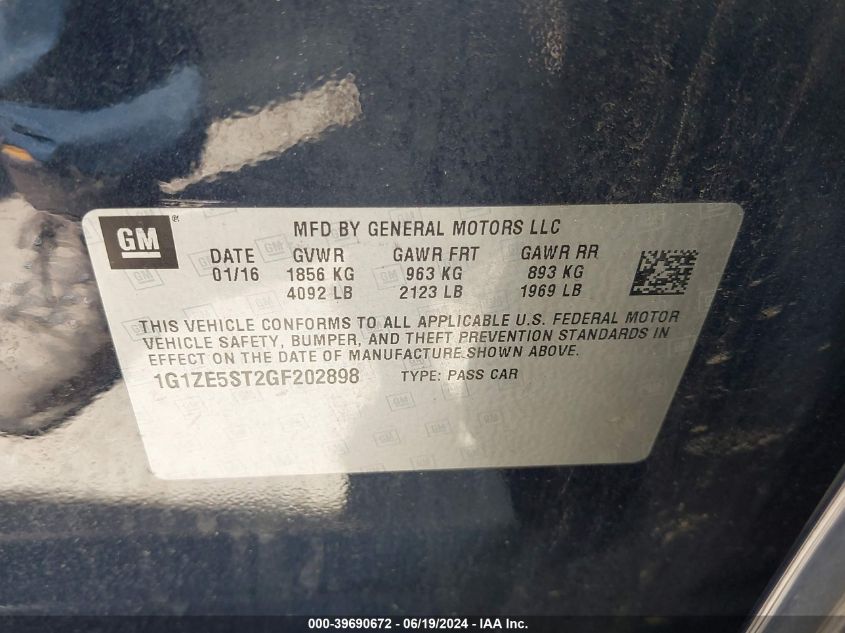 GM ®
MFD BY GENERAL MOTORS LLC
DATE GVWR GAWR FRT GAWR RR
01/16 1856 KG 963 KG 893 KG
4092 LB 2123 LB 1969 LB
THIS VEHICLE CONFORMS TO ALL APPLICABLE U.S. FEDERAL MOTOR
VEHICLE SAFETY, BUMPER, AND THEFT PREVENTION STANDARDS IN
EFFECT ON THE DATE OF MANUFACTURE SHOWN ABOVE.
1G1ZE5ST2GF202898 TYPE: PASS CAR
000-39690672 - 06/19/2024 - IAA Inc.